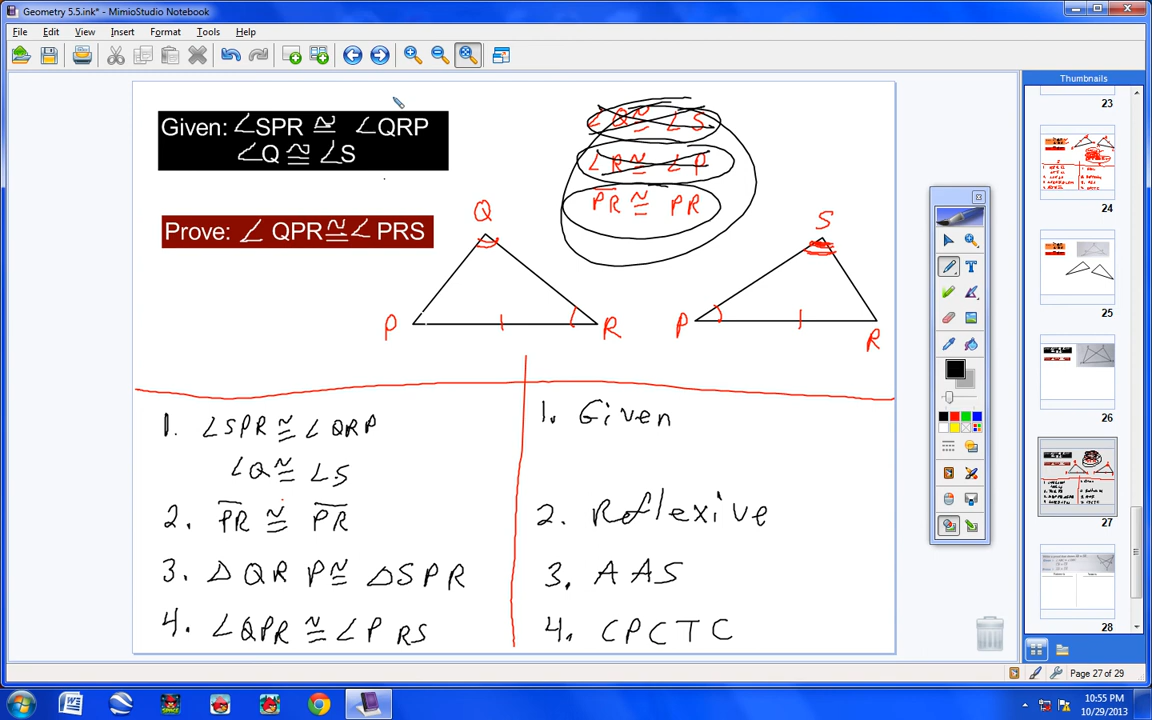 Geometry 5.5.ink* - MimioStudio Notebook
File Edit View Insert Format Tools Help
Thumbnails
Given: ∠SPR ≅ ∠QRP
∠Q ≅ ∠S
Prove: ∠ QPR ≅ ∠ PRS
∠Q ≅ ∠S
∠R ≅ ∠P
PR ≅ PR
Q
P
R
S
P
R
1. ∠SPR ≅ ∠QRP
∠Q ≅ ∠S
2. PR ≅ PR
3. △QRP ≅ △SPR
4. ∠QPR ≅ ∠PRS
1. Given
2. Reflexive
3. AAS
4. CPCTC
T
23
24
25
26
27
28
Page 27 of 29
10:55 PM
10/29/2013